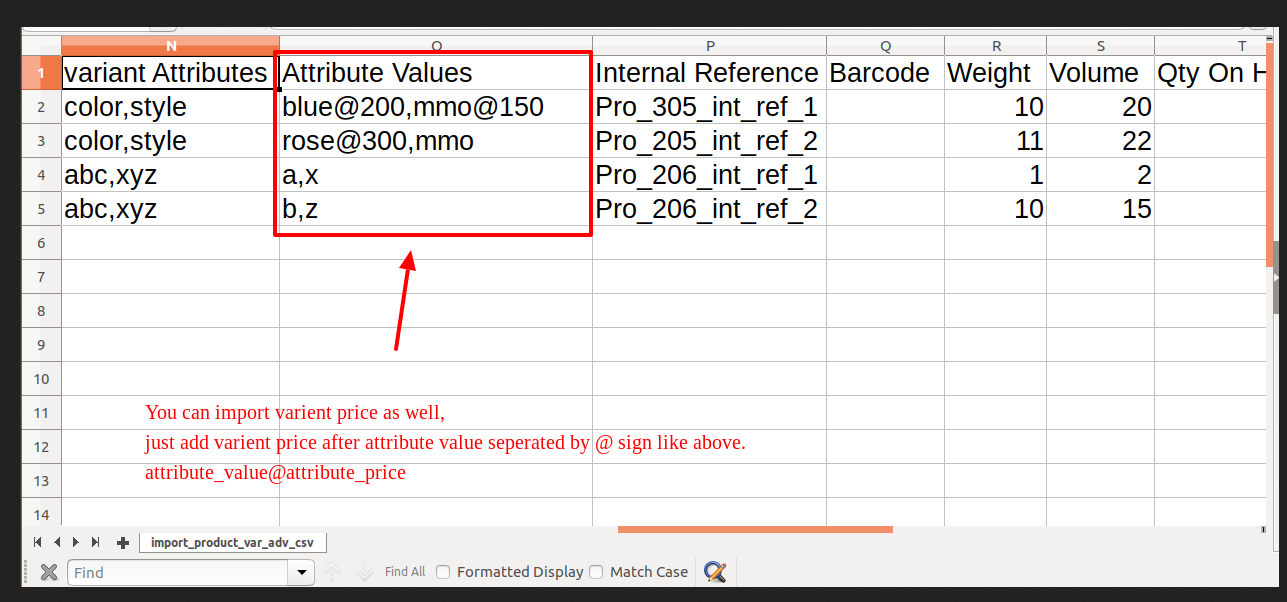 N O P Q R S T
1 variant Attributes Attribute Values Internal Reference Barcode Weight Volume Qty On H
2 color,style blue@200,mmo@150 Pro_305_int_ref_1 10 20
3 color,style rose@300,mmo Pro_205_int_ref_2 11 22
4 abc,xyz a,x Pro_206_int_ref_1 1 2
5 abc,xyz b,z Pro_206_int_ref_2 10 15
6
7
8
9
10
11
You can import varient price as well,
12
just add varient price after attribute value seperated by @ sign like above.
13
attribute_value@attribute_price
14
import_product_var_adv_csv
Find Find All Formatted Display Match Case